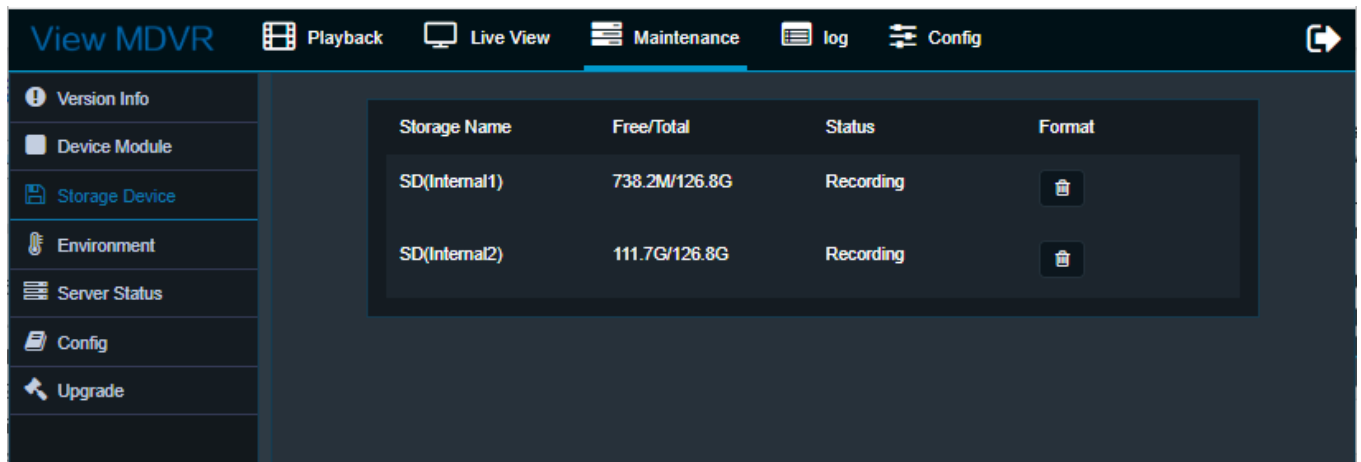 View MDVR Playback Live View Maintenance log Config
Version Info
Device Module
Storage Device
Environment
Server Status
Config
Upgrade
Storage Name Free/Total Status Format
SD(Internal1) 738.2M/126.8G Recording
SD(Internal2) 111.7G/126.8G Recording